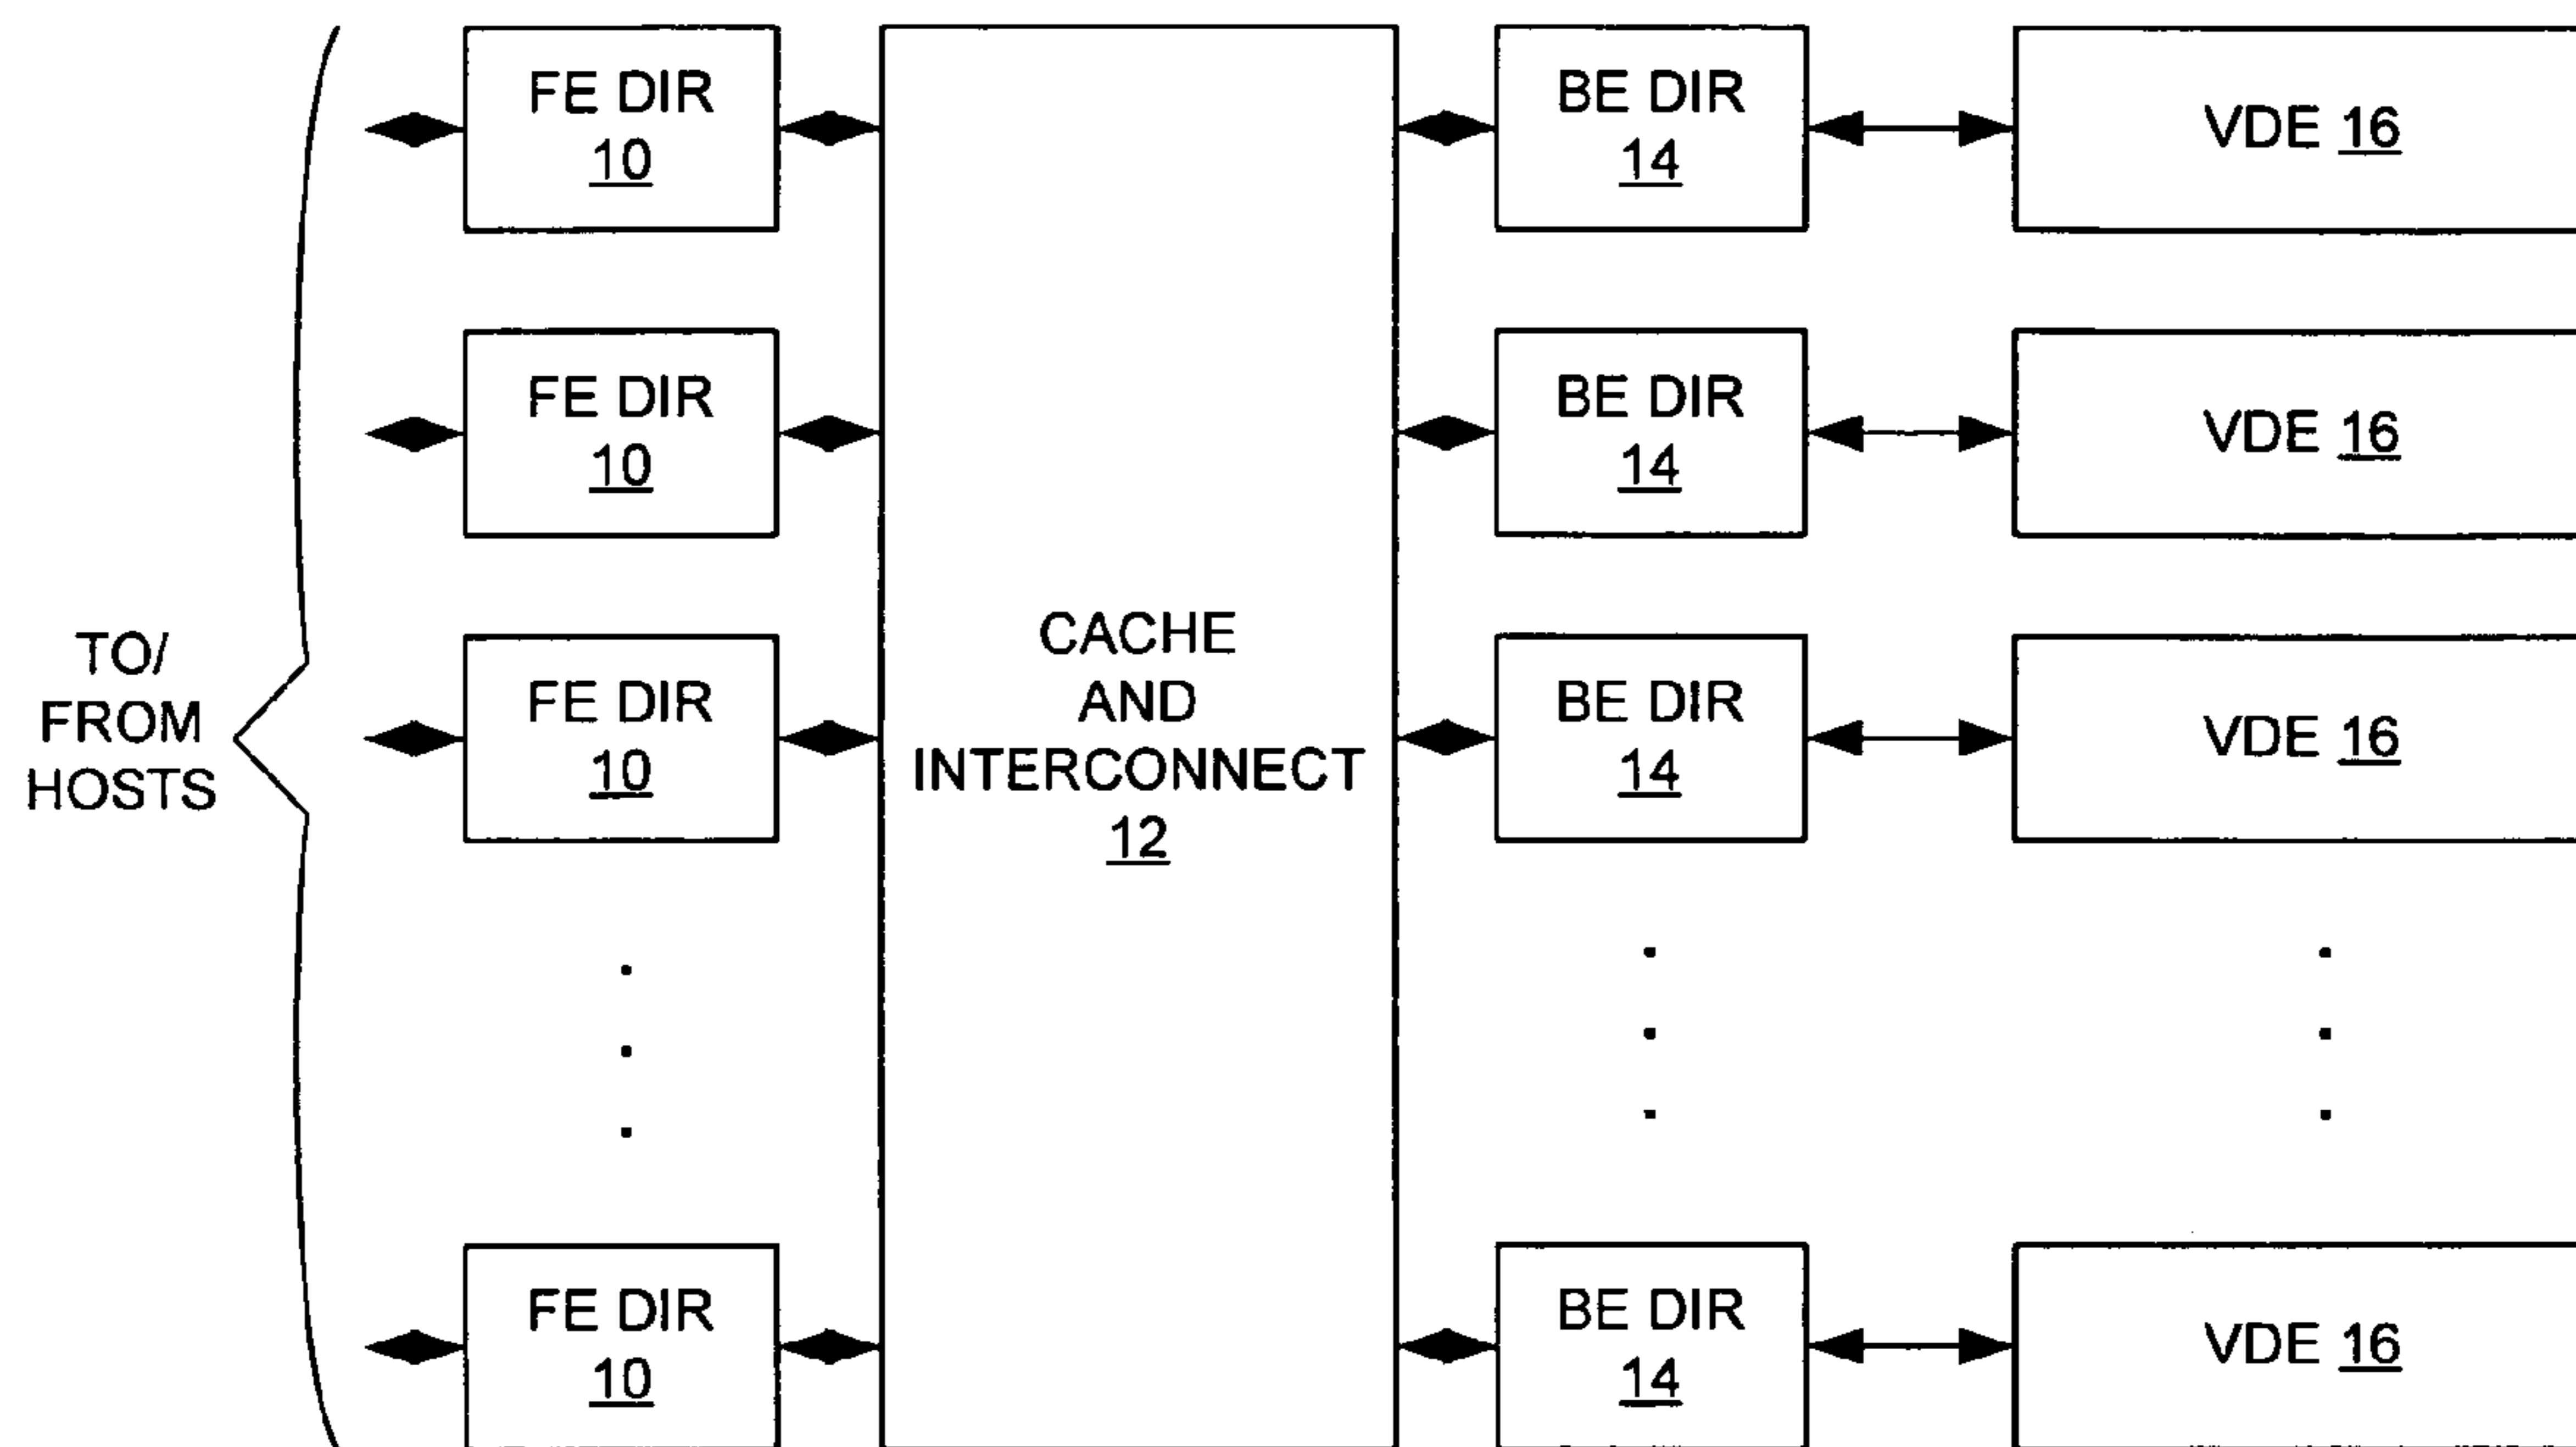 TO/
FROM
HOSTS
FE DIR
10
FE DIR
10
FE DIR
10
FE DIR
10
CACHE
AND
INTERCONNECT
12
BE DIR
14
BE DIR
14
BE DIR
14
BE DIR
14
VDE 16
VDE 16
VDE 16
VDE 16